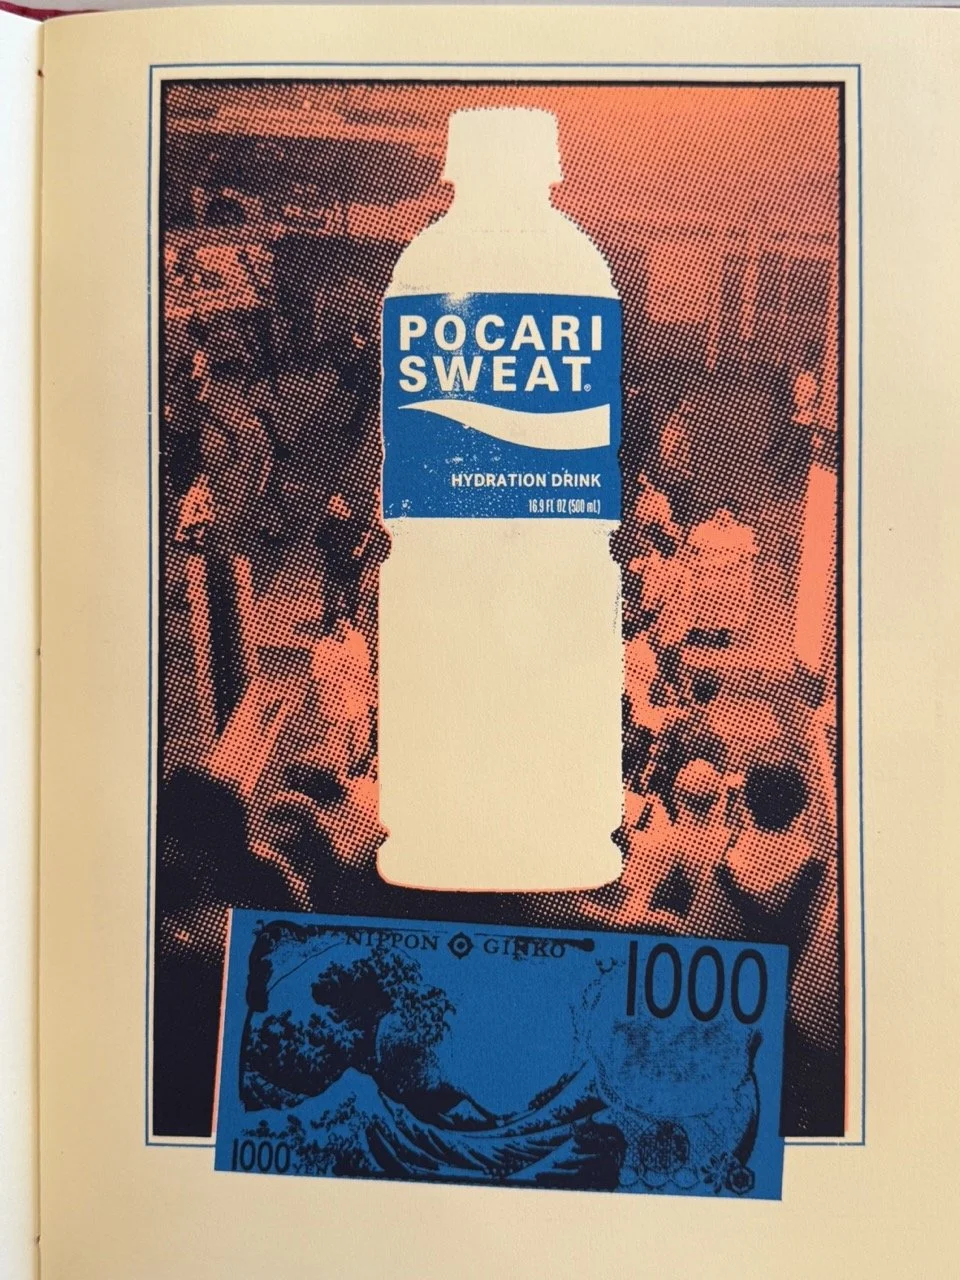 POCARI
SWEAT®
HYDRATION DRINK
16.9 FL OZ (500 mL)
NIPPON GINKO
1000
1000 YEN